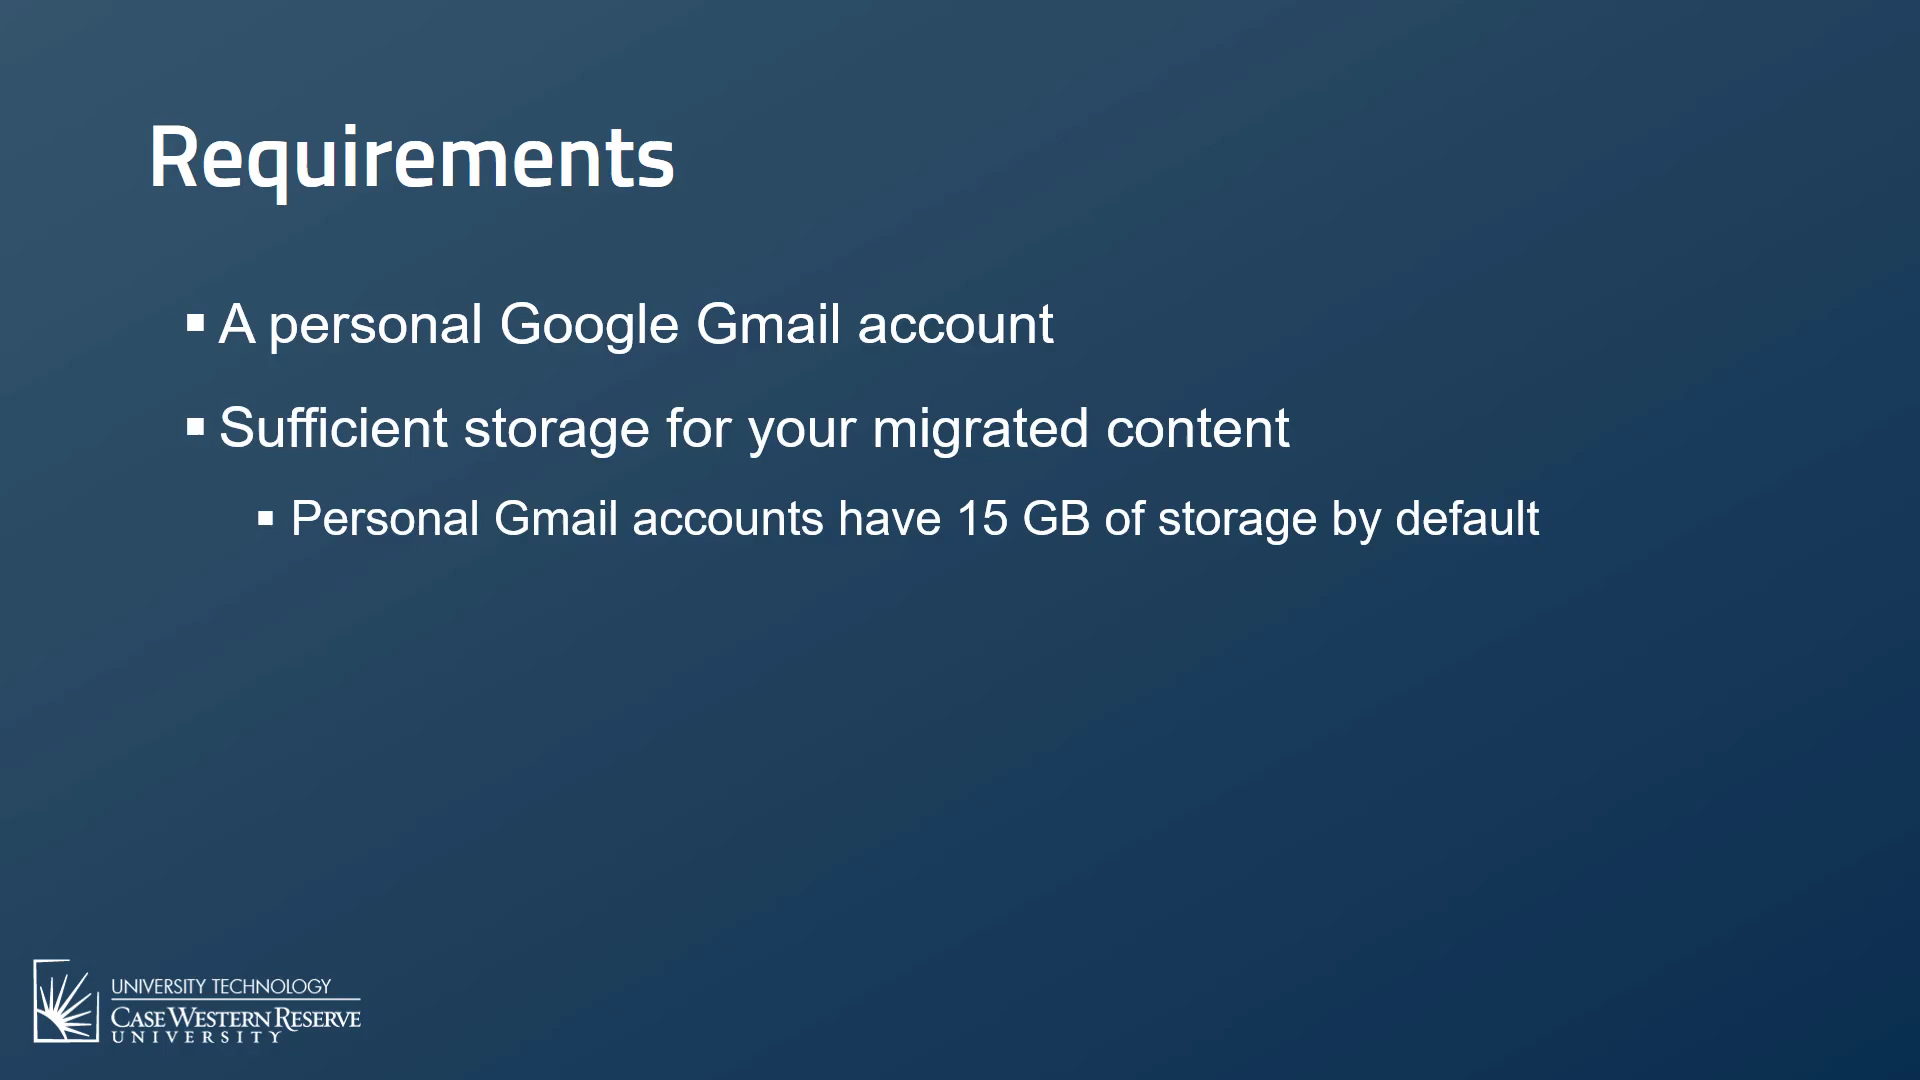 Requirements
▪ A personal Google Gmail account
▪ Sufficient storage for your migrated content
▪ Personal Gmail accounts have 15 GB of storage by default
UNIVERSITY TECHNOLOGY
CASE WESTERN RESERVE
UNIVERSITY